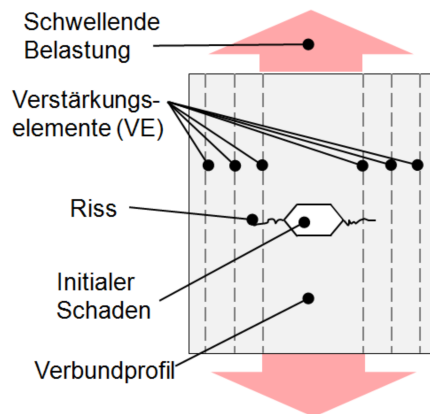 Schwellende
Belastung
Verstärkungs-
elemente (VE)
Riss
Initialer
Schaden
Verbundprofil